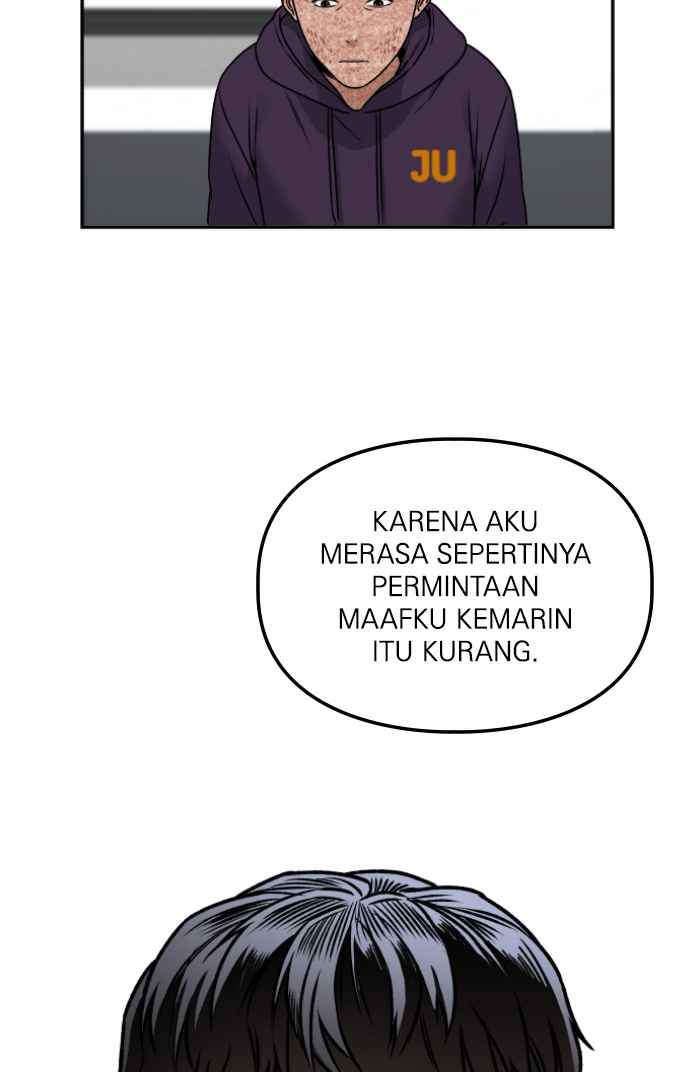 JU
KARENA AKU
MERASA SEPERTINYA
PERMINTAAN
MAAFKU KEMARIN
ITU KURANG.